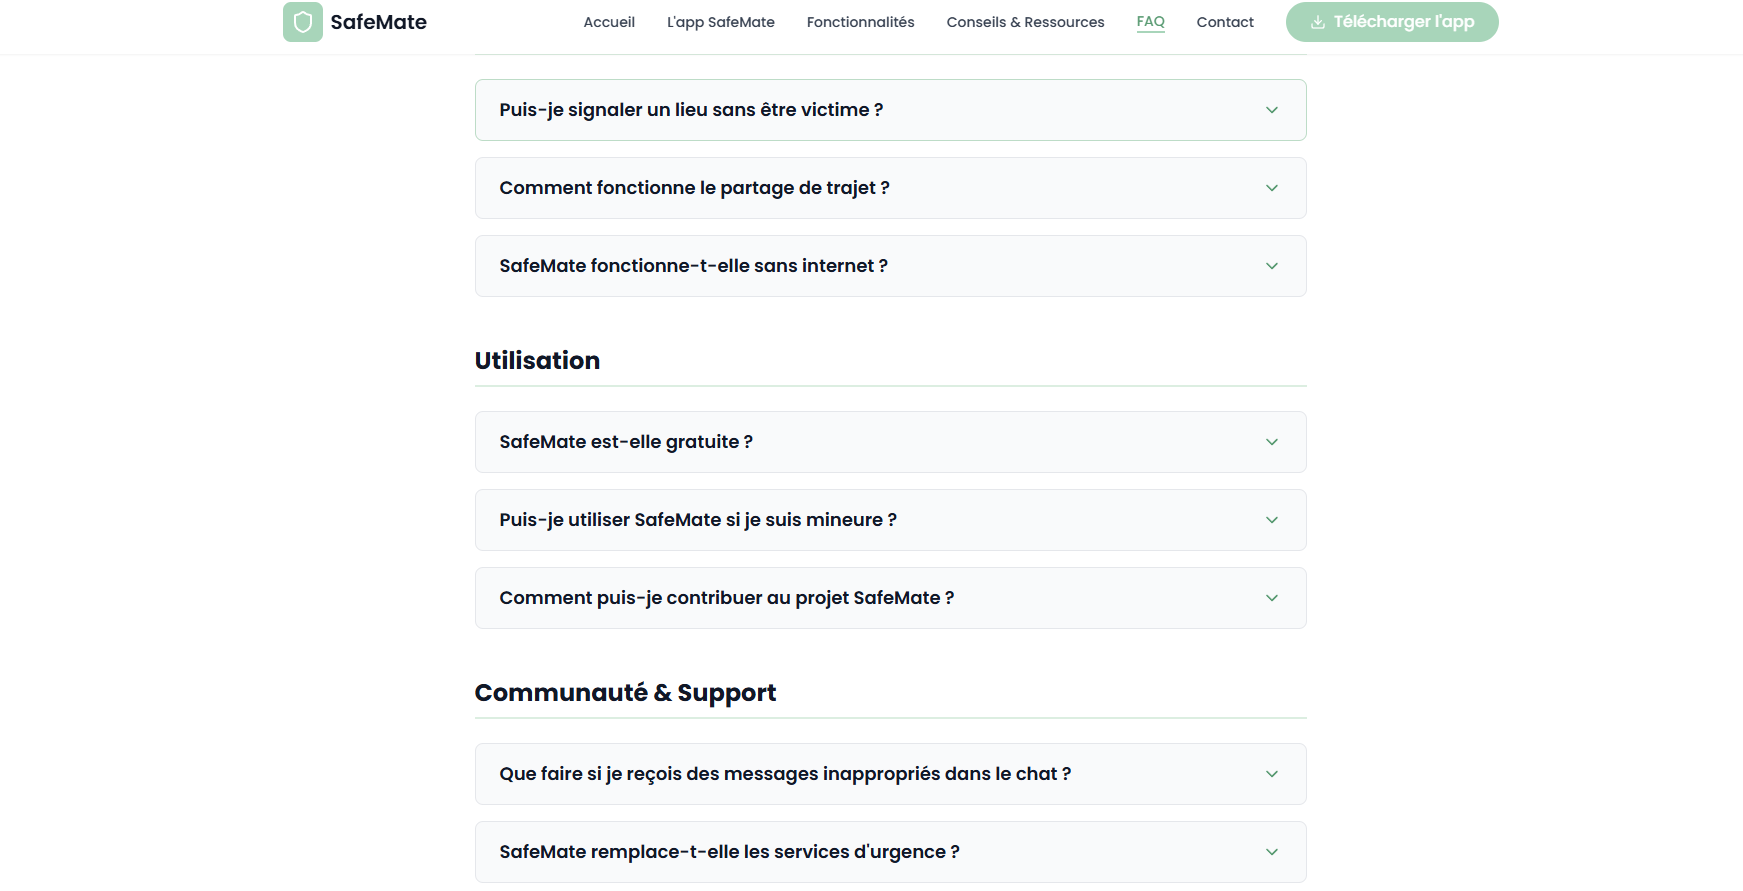 SafeMate
Accueil
L'app SafeMate
Fonctionnalités
Conseils & Ressources
FAQ
Contact
Télécharger l'app
Puis-je signaler un lieu sans être victime ?
Comment fonctionne le partage de trajet ?
SafeMate fonctionne-t-elle sans internet ?
Utilisation
SafeMate est-elle gratuite ?
Puis-je utiliser SafeMate si je suis mineure ?
Comment puis-je contribuer au projet SafeMate ?
Communauté & Support
Que faire si je reçois des messages inappropriés dans le chat ?
SafeMate remplace-t-elle les services d'urgence ?